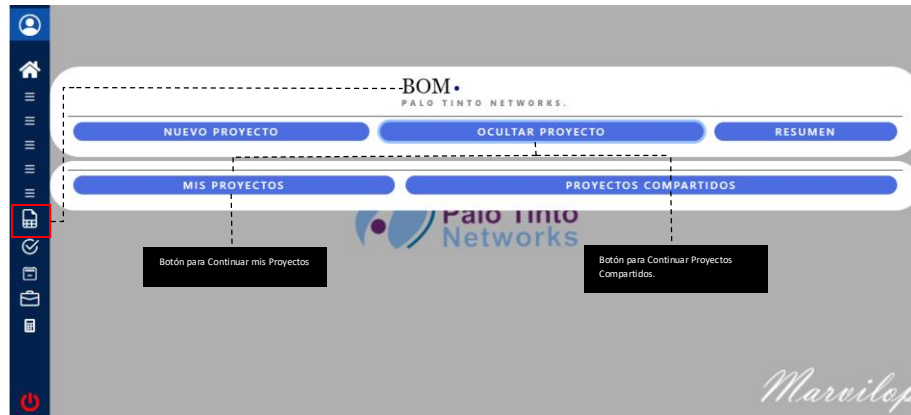 BOM.
PALO TINTO NETWORKS.
NUEVO PROYECTO
OCULTAR PROYECTO
RESUMEN
MIS PROYECTOS
PROYECTOS COMPARTIDOS
Palo Tinto
Networks
Botón para Continuar mis Proyectos
Botón para Continuar Proyectos
Compartidos.